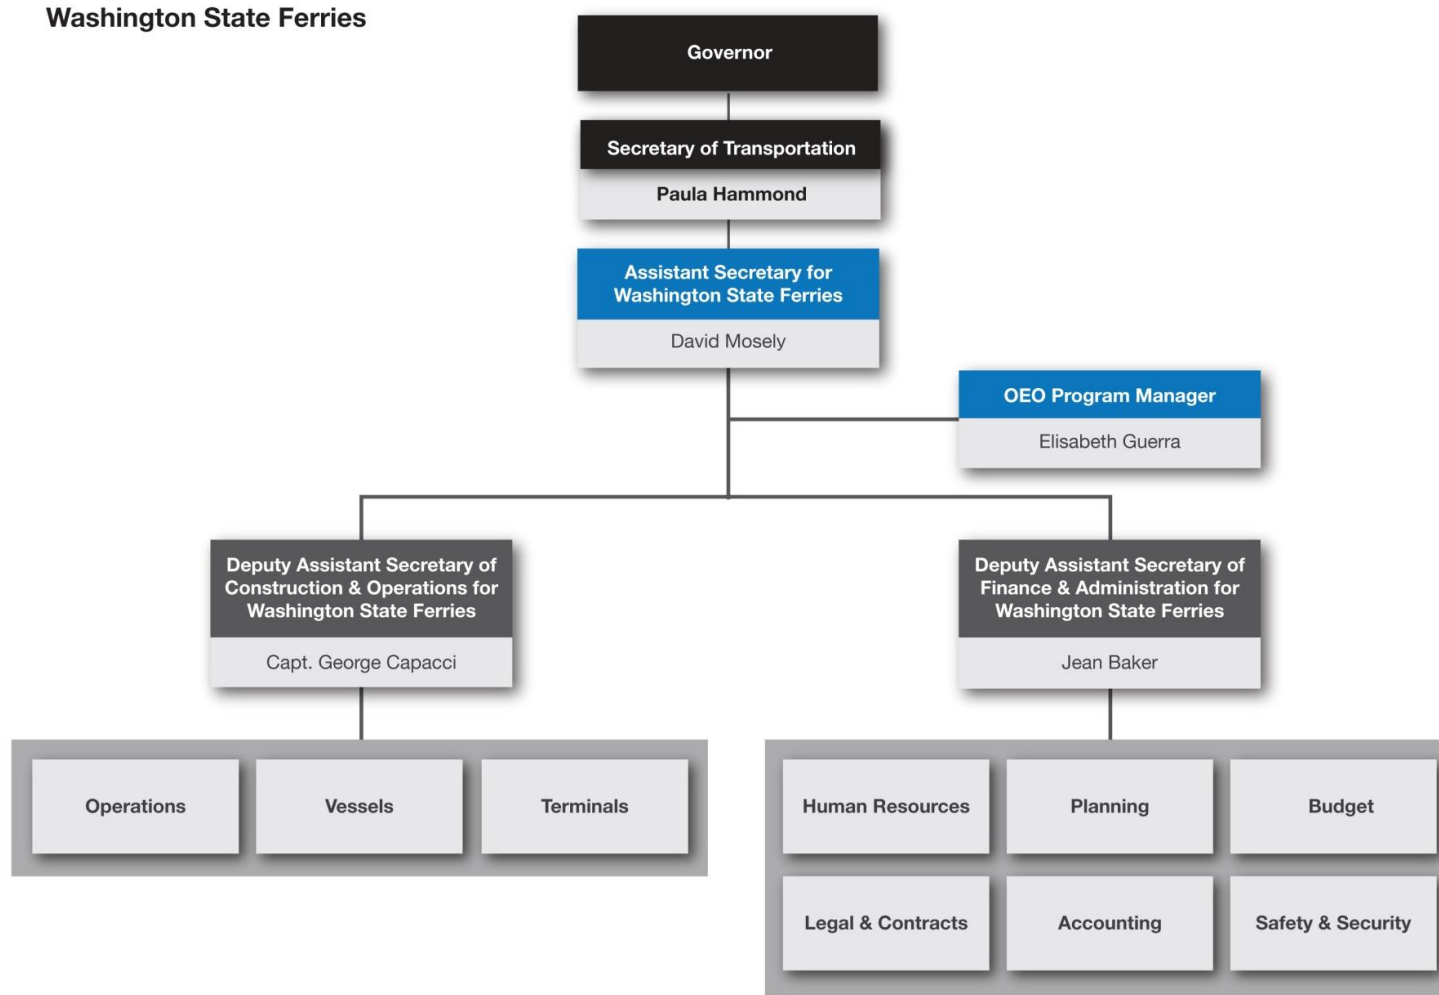 Washington State Ferries
Governor
Secretary of Transportation
Paula Hammond
Assistant Secretary for
Washington State Ferries
David Mosely
OEO Program Manager
Elisabeth Guerra
Deputy Assistant Secretary of
Construction & Operations for
Washington State Ferries
Capt. George Capacci
Deputy Assistant Secretary of
Finance & Administration for
Washington State Ferries
Jean Baker
Operations
Vessels
Terminals
Human Resources
Planning
Budget
Legal & Contracts
Accounting
Safety & Security